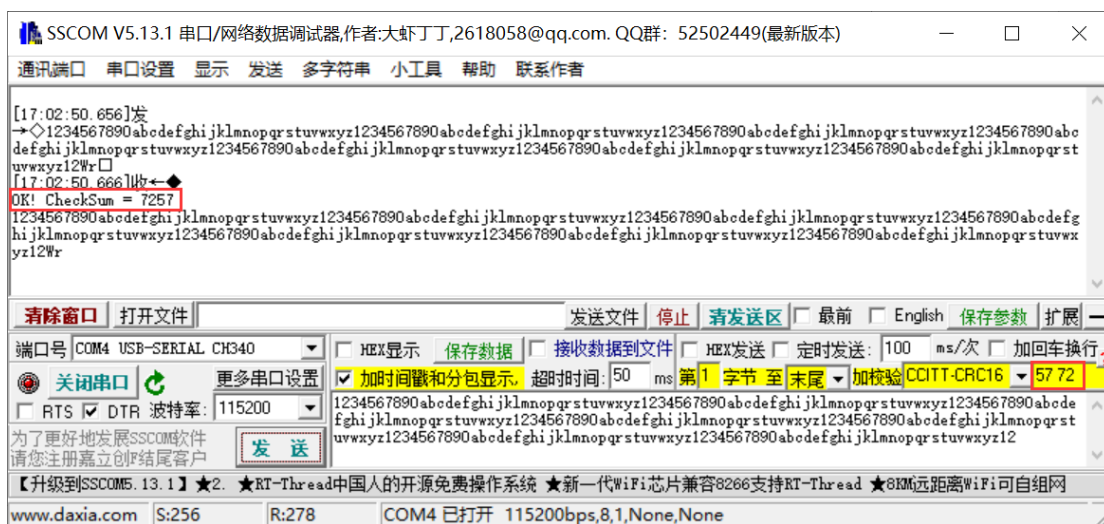 SSCOM V5.13.1 串口/网络数据调试器,作者:大虾丁丁,2618058@qq.com. QQ群：52502449(最新版本)
通讯端口 串口设置 显示 发送 多字符串 小工具 帮助 联系作者
[17:02:50.656]发
→◇1234567890abcdefghijklmnopqrstuvwxyz1234567890abcdefghijklmnopqrstuvwxyz1234567890abc
defghijklmnopqrstuvwxyz1234567890abcdefghijklmnopqrstuvwxyz1234567890abcdefghijklmnopqrst
uvwxyz12Wr□
[17:02:50.666]收←◆
OK! CheckSum = 7257
1234567890abcdefghijklmnopqrstuvwxyz1234567890abcdefghijklmnopqrstuvwxyz1234567890abcdefg
hijklmnopqrstuvwxyz1234567890abcdefghijklmnopqrstuvwxyz1234567890abcdefghijklmnopqrstuvwx
yz12Wr
清除窗口 打开文件 发送文件 停止 清发送区 最前 English 保存参数 扩展 —
端口号 COM4 USB-SERIAL CH340 HEX显示 保存数据 接收数据到文件 HEX发送 定时发送: 100 ms/次 加回车换行
关闭串口 更多串口设置 加时间戳和分包显示, 超时时间: 50 ms 第 1 字节 至 末尾 加校验 CCITT-CRC16 57 72
RTS DTR 波特率: 115200
1234567890abcdefghijklmnopqrstuvwxyz1234567890abcdefghijklmnopqrstuvwxyz1234567890abcde
fghijklmnopqrstuvwxyz1234567890abcdefghijklmnopqrstuvwxyz1234567890abcdefghijklmnopqrst
uvwxyz1234567890abcdefghijklmnopqrstuvwxyz1234567890abcdefghijklmnopqrstuvwxyz12
为了更好地发展SSCOM软件
请您注册嘉立创F结尾客户
发 送
【升级到SSCOM5.13.1】★2. ★RT-Thread中国人的开源免费操作系统 ★新一代WiFi芯片兼容8266支持RT-Thread ★8KM远距离WiFi可自组网
www.daxia.com S:256 R:278 COM4 已打开 115200bps,8,1,None,None